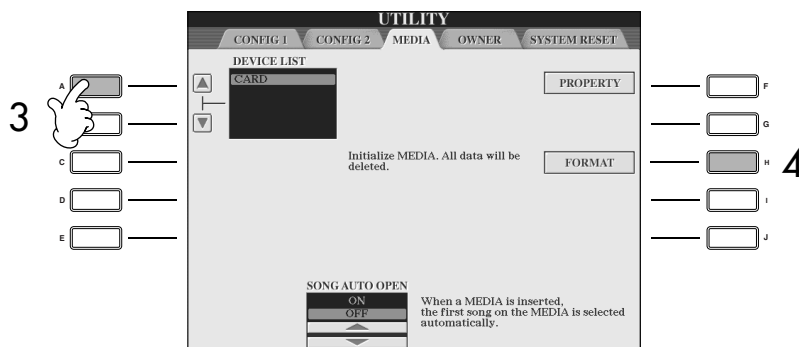 UTILITY
CONFIG 1 CONFIG 2 MEDIA OWNER SYSTEM RESET
DEVICE LIST
CARD
PROPERTY
A
F
3
G
Initialize MEDIA. All data will be
deleted.
FORMAT
C
H
4
D
I
E
J
SONG AUTO OPEN
ON
OFF
When a MEDIA is inserted,
the first song on the MEDIA is selected
automatically.